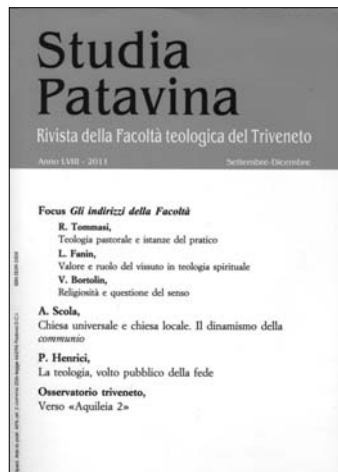 Studia
Patavina
Rivista della Facoltà teologica del Triveneto
Anno LVIII - 2011 Settembre-Dicembre
Focus Gli indirizzi della Facoltà
R. Tommasi,
Teologia pastorale e istanze del pratico
L. Fanin,
Valore e ruolo del vissuto in teologia spirituale
V. Bortolin,
Religiosità e questione del senso
A. Scola,
Chiesa universale e chiesa locale. Il dinamismo della
communio
P. Henrici,
La teologia, volto pubblico della fede
Osservatorio triveneto,
Verso «Aquileia 2»